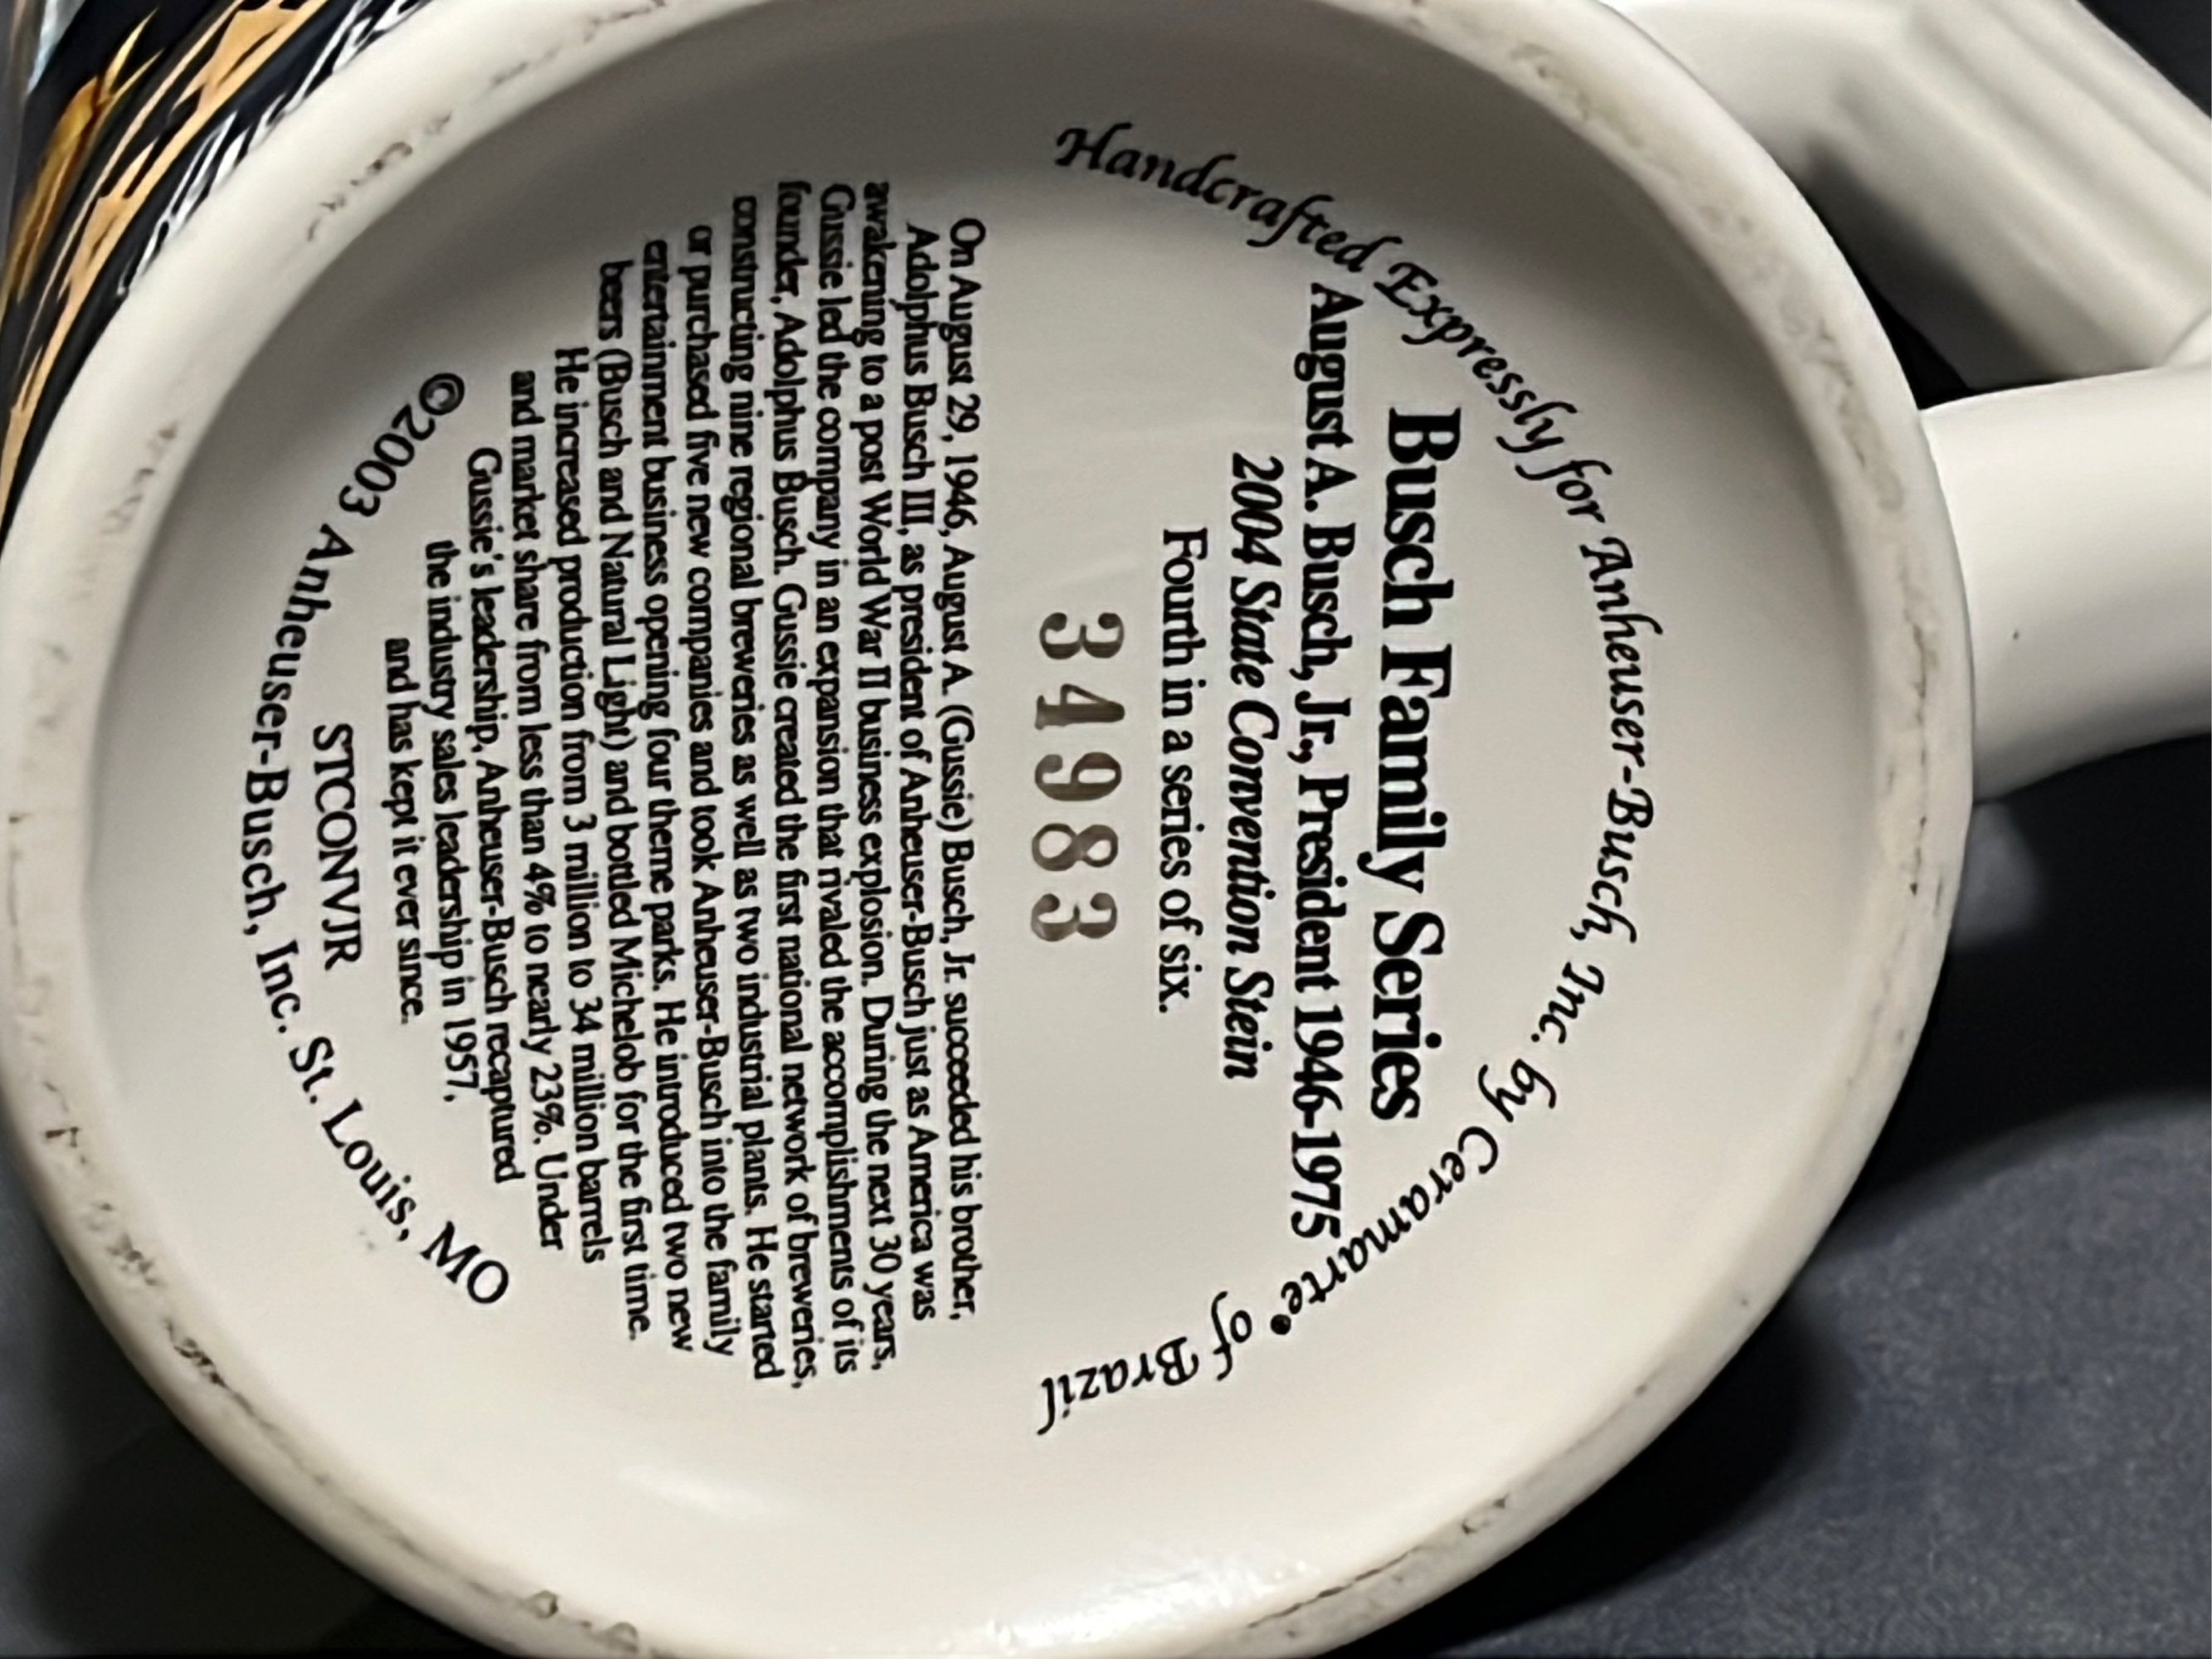 Handcrafted Expressly for Anheuser-Busch, Inc. by Ceramarte® of Brazil
Busch Family Series
August A. Busch, Jr., President 1946-1975
2004 State Convention Stein
Fourth in a series of six.
34983
On August 29, 1946, August A. (Gussie) Busch, Jr. succeeded his brother,
Adolphus Busch III, as president of Anheuser-Busch just as America was
awakening to a post World War II business explosion. During the next 30 years,
Gussie led the company in an expansion that rivaled the accomplishments of its
founder, Adolphus Busch. Gussie created the first national network of breweries,
constructing nine regional breweries as well as two industrial plants. He started
or purchased five new companies and took Anheuser-Busch into the family
entertainment business opening four theme parks. He introduced two new
beers (Busch and Natural Light) and bottled Michelob for the first time.
He increased production from 3 million to 34 million barrels
and market share from less than 4% to nearly 23%. Under
Gussie's leadership, Anheuser-Busch recaptured
the industry sales leadership in 1957,
and has kept it ever since.
STCONVJR
©2003 Anheuser-Busch, Inc. St. Louis, MO